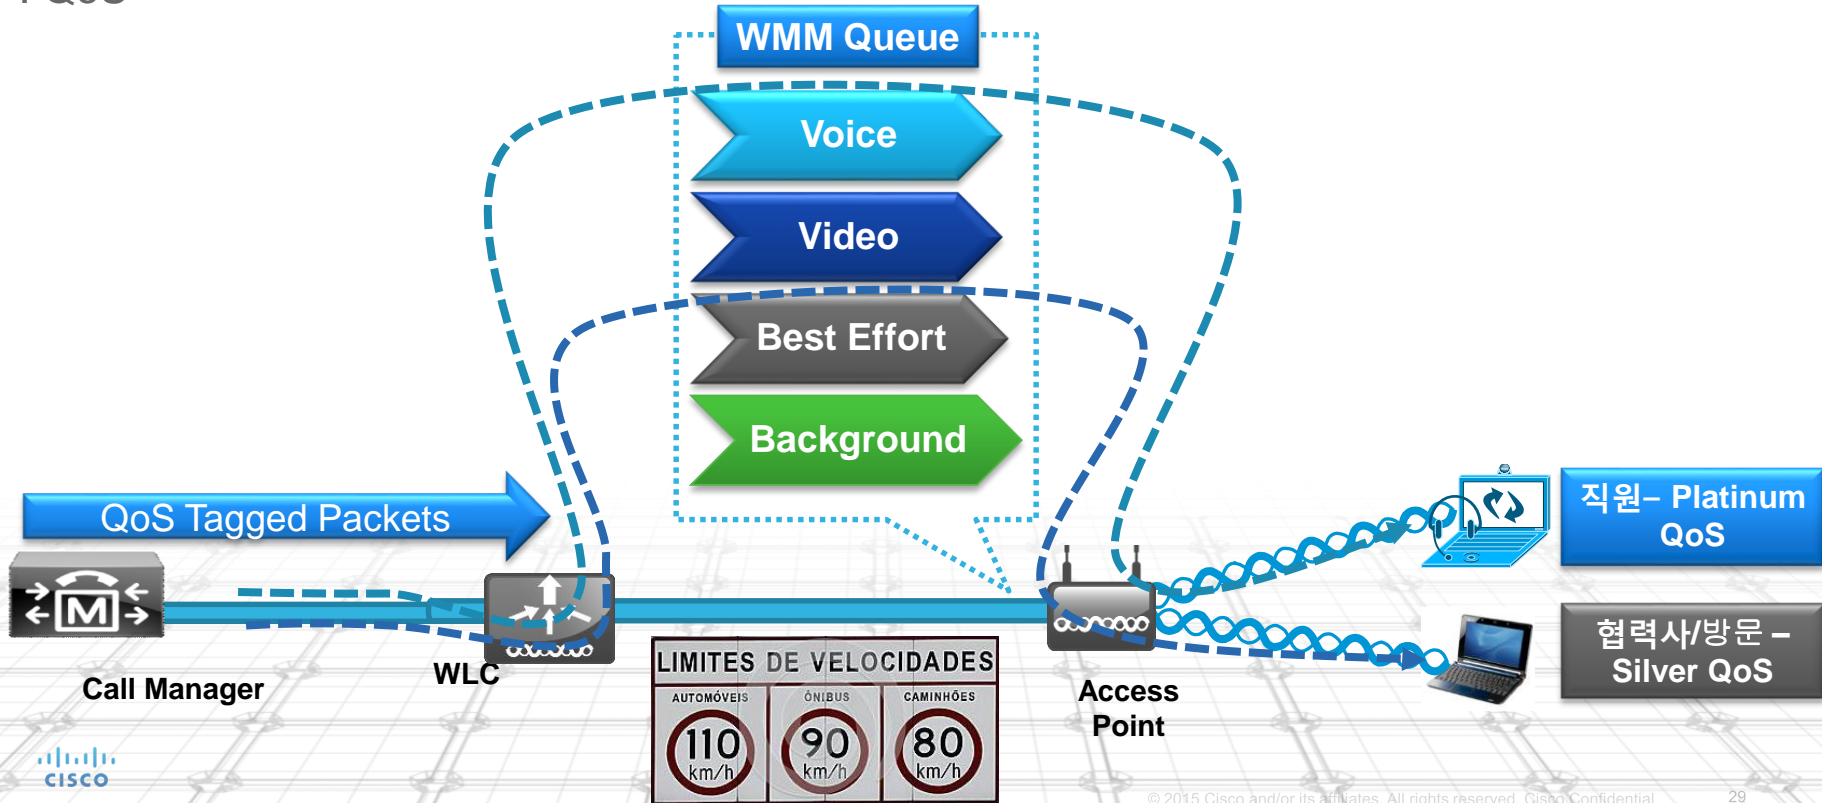 QoS
WMM Queue
Voice
Video
Best Effort
Background
QoS Tagged Packets
직원– Platinum
QoS
협력사/방문 –
Silver QoS
M
Call Manager
WLC
Access
Point
LIMITES DE VELOCIDADES
AUTOMÓVEIS
ÔNIBUS
CAMINHÕES
110
km/h
90
km/h
80
km/h
CISCO
© 2015 Cisco and/or its affiliates. All rights reserved. Cisco Confidential
29